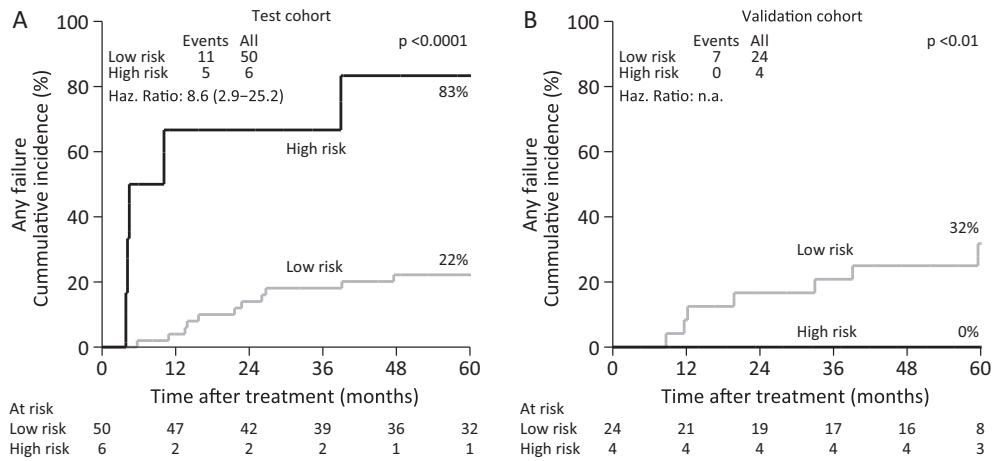 A
Test cohort
Events All
Low risk 11 50
High risk 5 6
Haz. Ratio: 8.6 (2.9–25.2)
p <0.0001
83%
High risk
Low risk
22%
Any failure
Cummulative incidence (%)
100
80
60
40
20
0
0 12 24 36 48 60
Time after treatment (months)
At risk
Low risk 50 47 42 39 36 32
High risk 6 2 2 2 1 1
B
Validation cohort
Events All
Low risk 7 24
High risk 0 4
Haz. Ratio: n.a.
p <0.01
32%
Low risk
High risk
0%
Any failure
Cummulative incidence (%)
100
80
60
40
20
0
0 12 24 36 48 60
Time after treatment (months)
At risk
Low risk 24 21 19 17 16 8
High risk 4 4 4 4 4 3